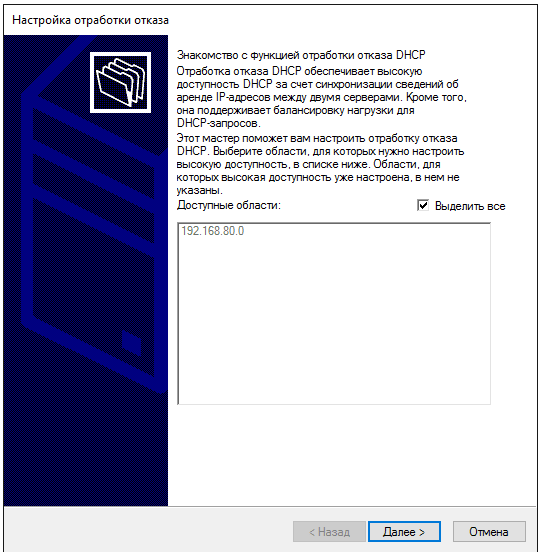 Настройка отработки отказа
Знакомство с функцией отработки отказа DHCP
Отработка отказа DHCP обеспечивает высокую
доступность DHCP за счет синхронизации сведений об
аренде IP-адресов между двумя серверами. Кроме того,
она поддерживает балансировку нагрузки для
DHCP-запросов.
Этот мастер поможет вам настроить отработку отказа
DHCP. Выберите области, для которых нужно настроить
высокую доступность, в списке ниже. Области, для
которых высокая доступность уже настроена, в нем не
указаны.
Доступные области: Выделить все
192.168.80.0
< Назад Далее > Отмена